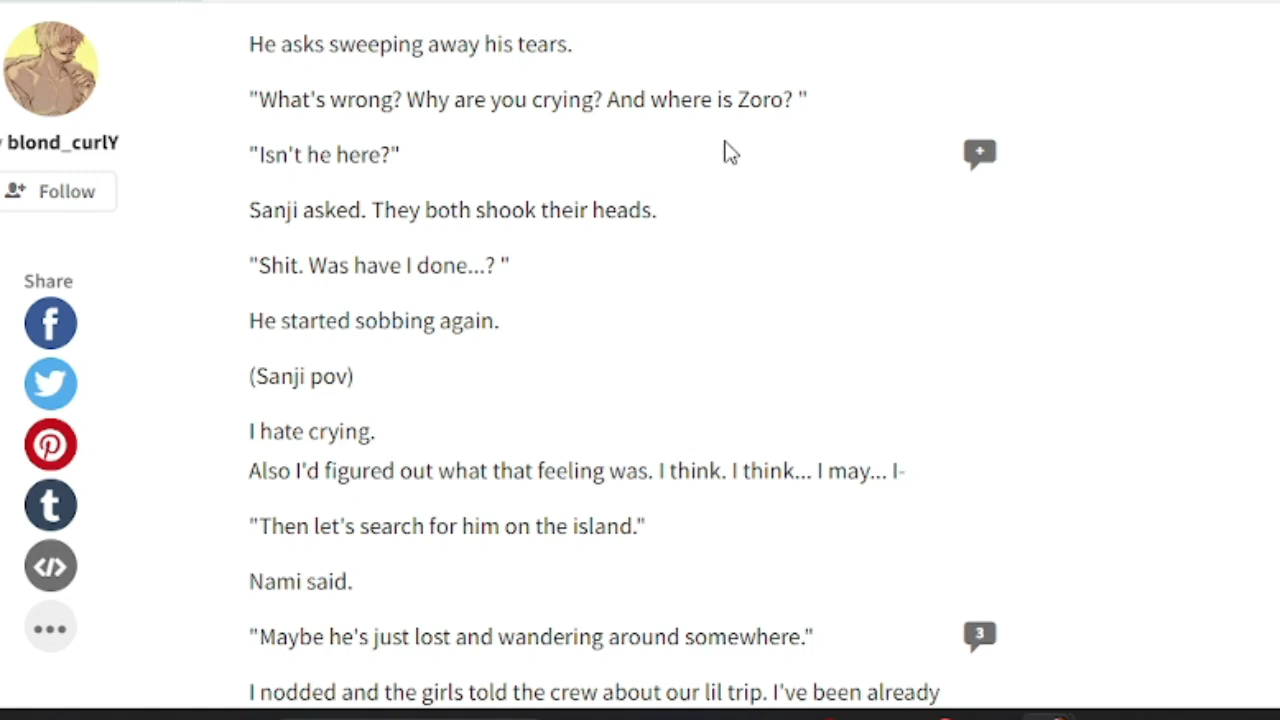 He asks sweeping away his tears.
"What's wrong? Why are you crying? And where is Zoro? "
"Isn't he here?"
+
blond_curlY
Follow
Sanji asked. They both shook their heads.
"Shit. Was have I done...? "
Share
He started sobbing again.
(Sanji pov)
I hate crying.
Also I'd figured out what that feeling was. I think. I think... I may... I-
"Then let's search for him on the island."
Nami said.
"Maybe he's just lost and wandering around somewhere."
3
I nodded and the girls told the crew about our lil trip. I've been already